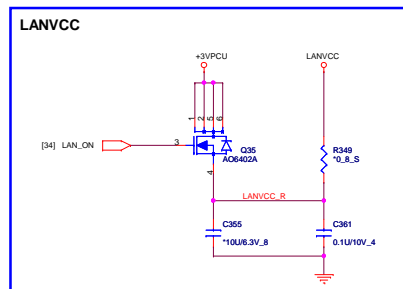 LANVCC
+3VPCU
LANVCC
1
2
5
6
[34] LAN_ON
3
Q35
AO6402A
R349
*0_8_S
4
LANVCC_R
C355
C361
*10U/6.3V_8
0.1U/10V_4